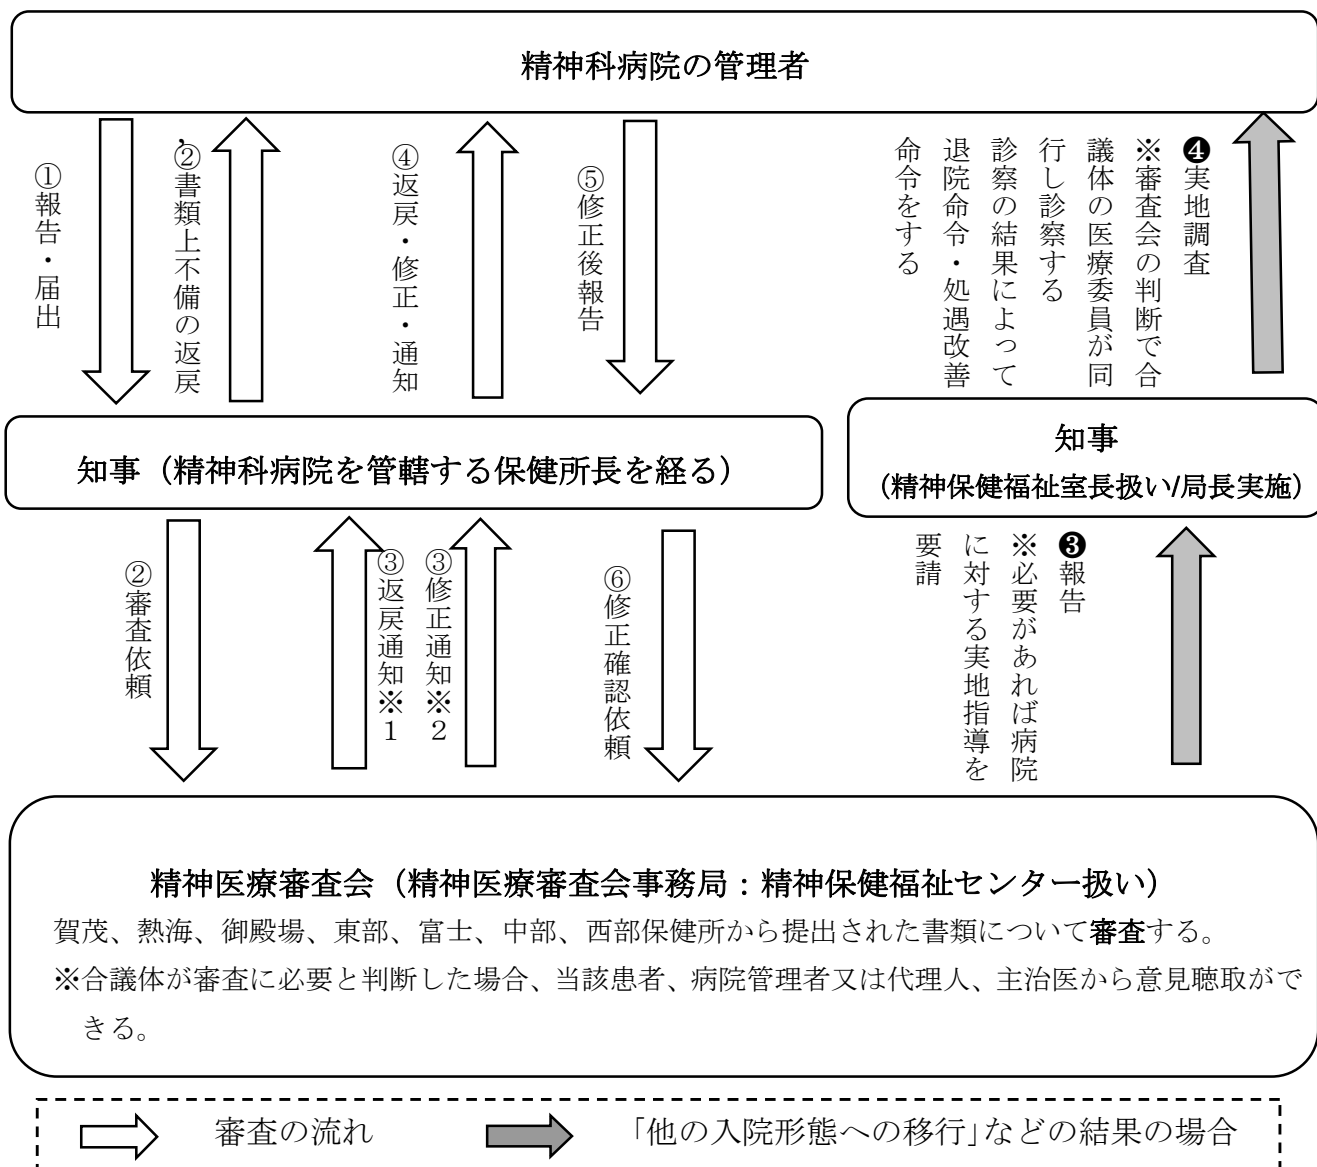 精神科病院の管理者
①報告・届出
②書類上不備の返戻
④返戻・修正・通知
⑤修正後報告
❹実地調査
※審査会の判断で合
議体の医療委員が同
行し診察する
診察の結果によって
退院命令・処遇改善
命令をする
知事（精神科病院を管轄する保健所長を経る）
知事
（精神保健福祉室長扱い/局長実施）
②審査依頼
③返戻通知※１
③修正通知※２
⑥修正確認依頼
❸報告
※必要があれば病院
に対する実地指導を
要請
精神医療審査会（精神医療審査会事務局：精神保健福祉センター扱い）
賀茂、熱海、御殿場、東部、富士、中部、西部保健所から提出された書類について審査する。
※合議体が審査に必要と判断した場合、当該患者、病院管理者又は代理人、主治医から意見聴取がで
きる。
審査の流れ
「他の入院形態への移行」などの結果の場合